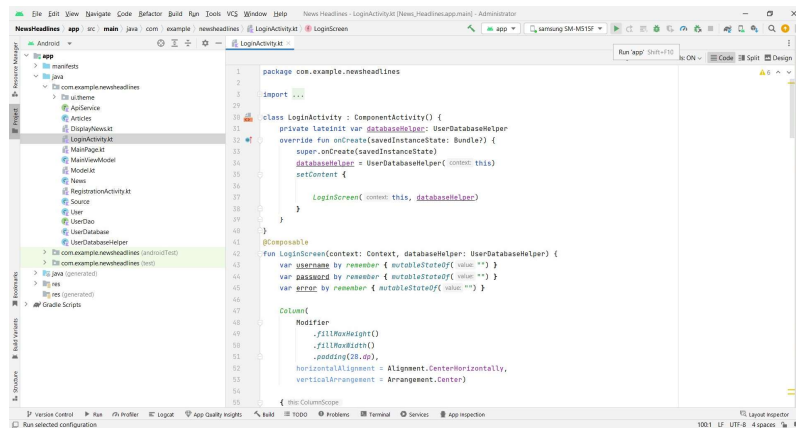 File Edit View Navigate Code Refactor Build Run Tools VCS Window Help News Headlines - LoginActivity.kt [News_Headlines.app.main] - Administrator
NewsHeadlines app src main java com example newsheadlines LoginActivity.kt LoginScreen app samsung SM-M515F
Android
LoginActivity.kt
Run 'app' Shift+F10
ls: ON Code Split Design
Resource Manager
Project
Bookmarks
Build Variants
Structure
app
manifests
java
com.example.newsheadlines
ui.theme
ApiService
Articles
DisplayNews.kt
LoginActivity.kt
MainPage.kt
MainViewModel
Model.kt
News
RegistrationActivity.kt
Source
User
UserDao
UserDatabase
UserDatabaseHelper
com.example.newsheadlines (androidTest)
com.example.newsheadlines (test)
java (generated)
res
res (generated)
Gradle Scripts
6
1 package com.example.newsheadlines
2
3 import ...
29
30 class LoginActivity : ComponentActivity() {
31 private lateinit var databaseHelper: UserDatabaseHelper
32 override fun onCreate(savedInstanceState: Bundle?) {
33 super.onCreate(savedInstanceState)
34 databaseHelper = UserDatabaseHelper( context: this)
35 setContent {
36
37 LoginScreen( context: this, databaseHelper)
38 }
39 }
40 }
41 @Composable
42 fun LoginScreen(context: Context, databaseHelper: UserDatabaseHelper) {
43 var username by remember { mutableStateOf( value: "") }
44 var password by remember { mutableStateOf( value: "") }
45 var error by remember { mutableStateOf( value: "") }
46
47 Column(
48 Modifier
49 .fillMaxHeight()
50 .fillMaxWidth()
51 .padding(28.dp),
52 horizontalAlignment = Alignment.CenterHorizontally,
53 verticalArrangement = Arrangement.Center)
54
55 { this: ColumnScope
Version Control Run Profiler Logcat App Quality Insights Build TODO Problems Terminal Services App Inspection Layout Inspector
Run selected configuration 100:1 LF UTF-8 4 spaces